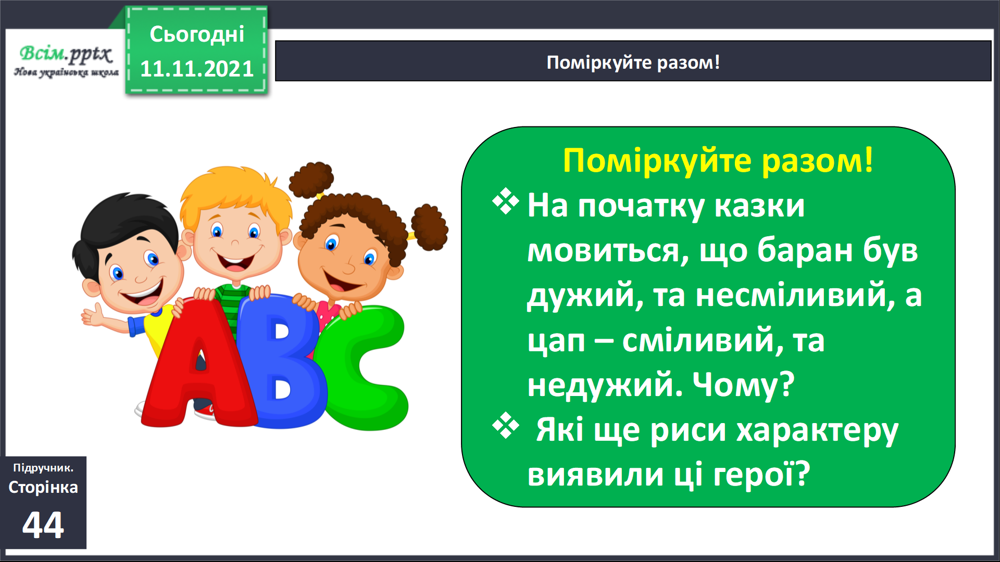 Всім.pptx
Нова українська школа
Сьогодні
11.11.2021
Поміркуйте разом!
Поміркуйте разом!
❖ На початку казки
мовиться, що баран був
дужий, та несміливий, а
цап – сміливий, та
недужий. Чому?
❖ Які ще риси характеру
виявили ці герої?
ABC
Підручник.
Сторінка
44